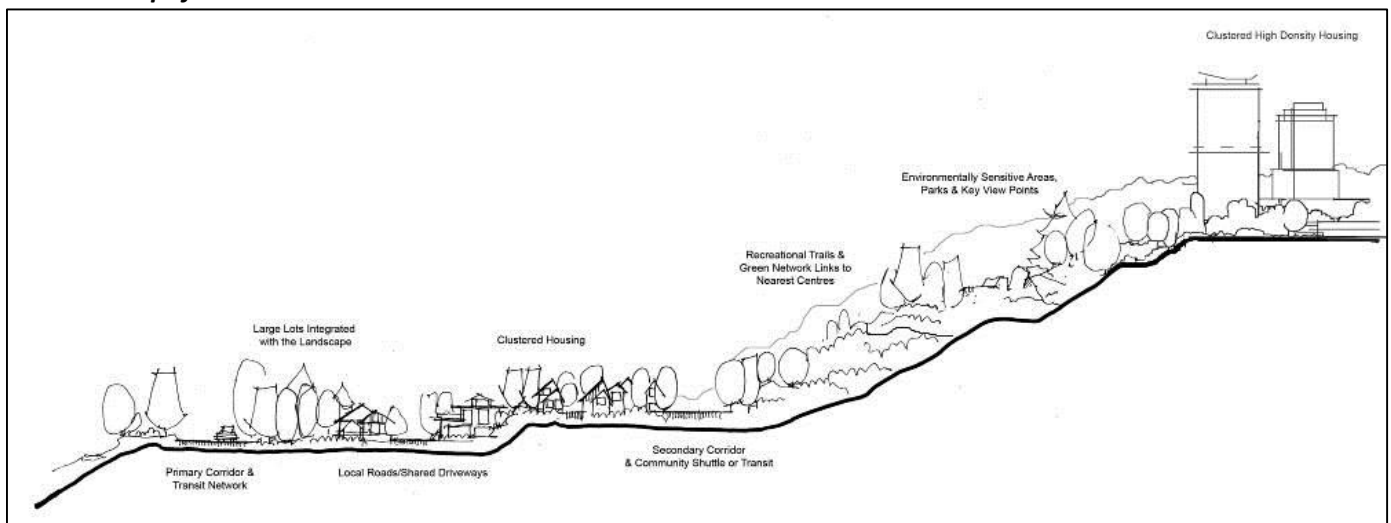 Clustered High Density Housing
Environmentally Sensitive Areas,
Parks & Key View Points
Recreational Trails &
Green Network Links to
Nearest Centres
Large Lots Integrated
with the Landscape
Clustered Housing
Primary Corridor &
Transit Network
Local Roads/Shared Driveways
Secondary Corridor
& Community Shuttle or Transit